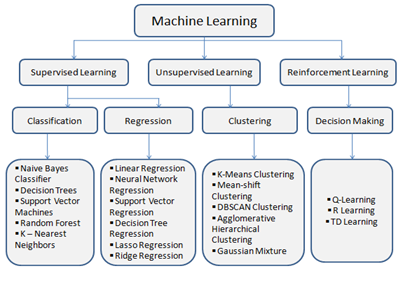 Machine Learning
Supervised Learning
Unsupervised Learning
Reinforcement Learning
Classification
Regression
Clustering
Decision Making
▪ Naive Bayes
Classifier
▪ Decision Trees
▪ Support Vector
Machines
▪ Random Forest
▪ K – Nearest
Neighbors
▪ Linear Regression
▪ Neural Network
Regression
▪ Support Vector
Regression
▪ Decision Tree
Regression
▪ Lasso Regression
▪ Ridge Regression
▪ K-Means Clustering
▪ Mean-shift
Clustering
▪ DBSCAN Clustering
▪ Agglomerative
Hierarchical
Clustering
▪ Gaussian Mixture
▪ Q-Learning
▪ R Learning
▪ TD Learning